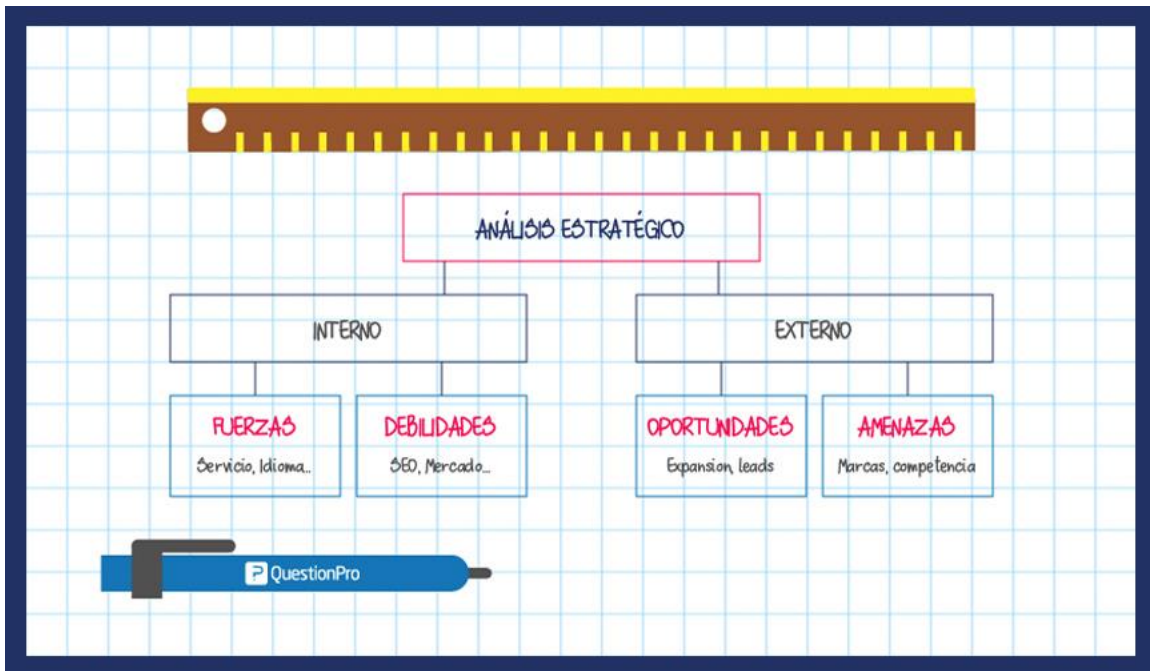 ANÁLISIS ESTRATÉGICO
INTERNO
EXTERNO
FUERZAS
Servicio, Idioma...
DEBILIDADES
SEO, Mercado...
OPORTUNIDADES
Expansion, leads
AMENAZAS
Marcas, competencia
QuestionPro